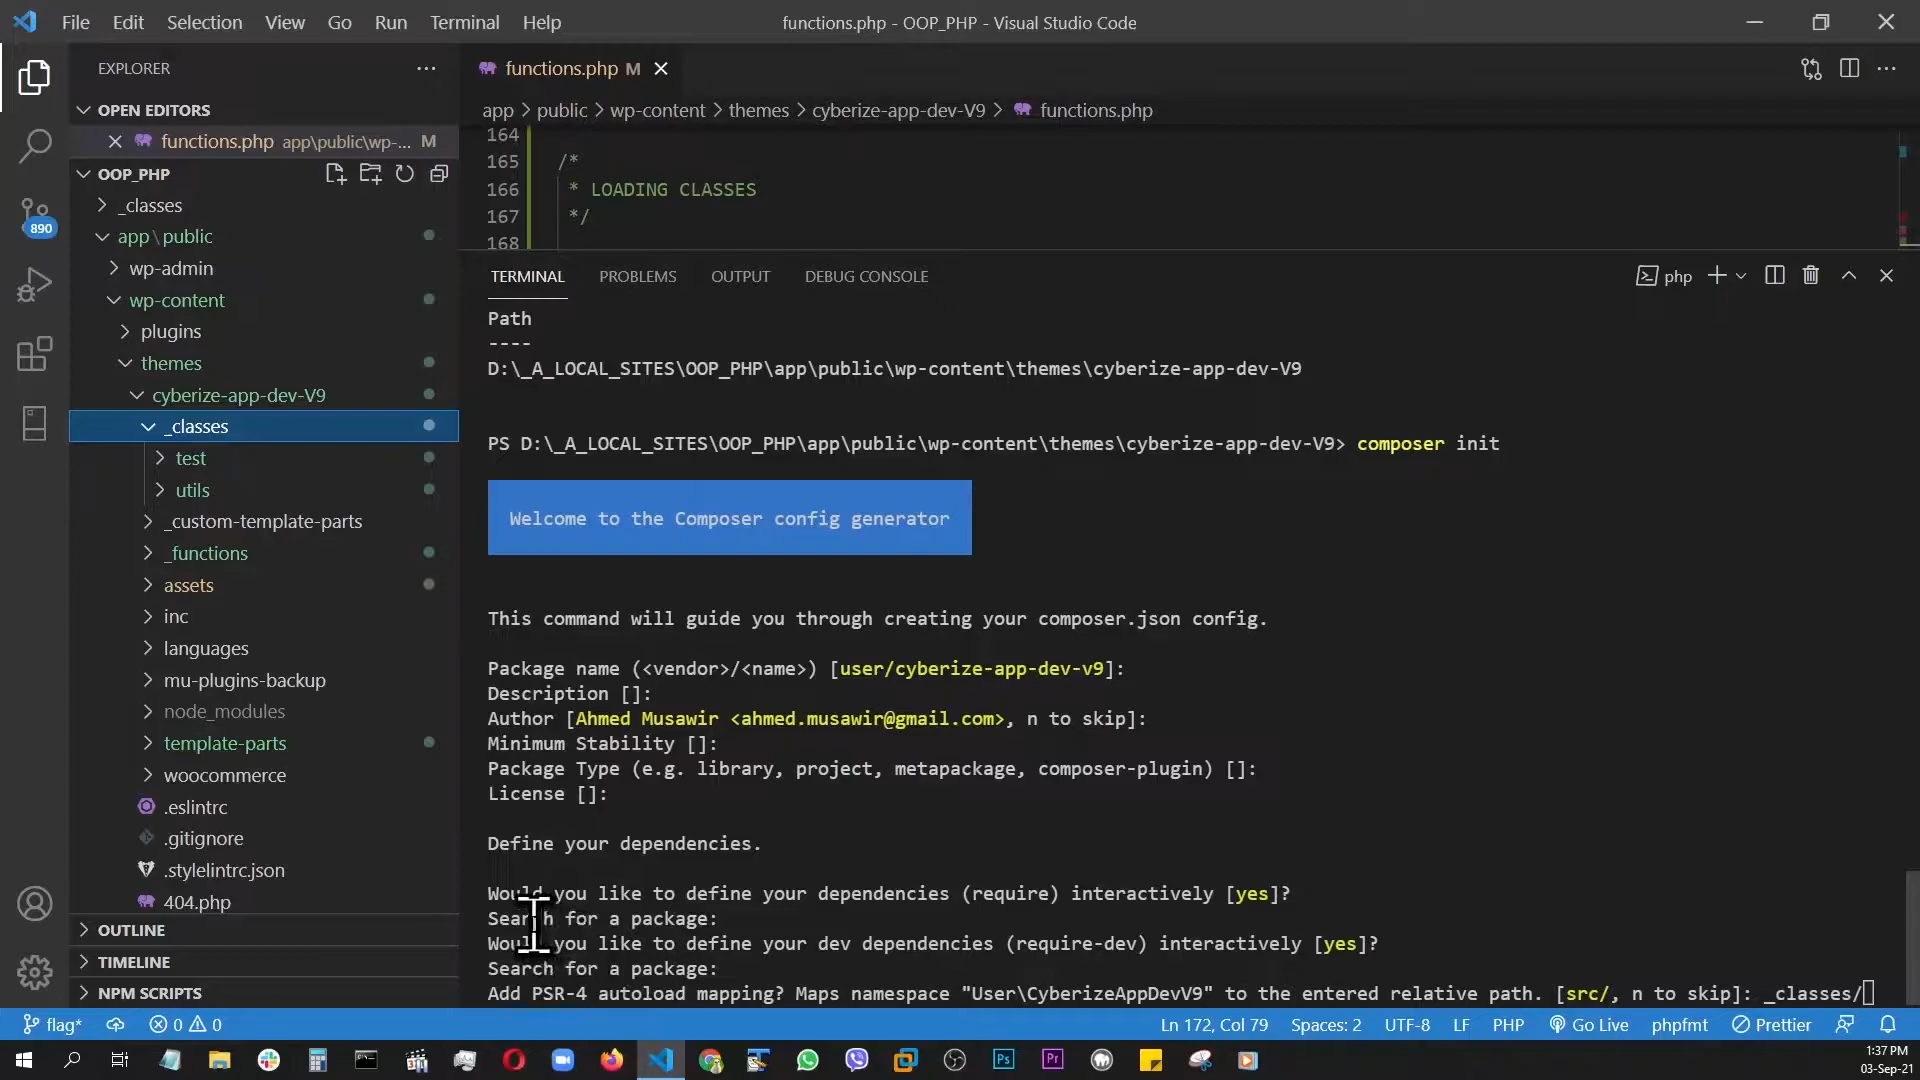 File Edit Selection View Go Run Terminal Help
functions.php - OOP_PHP - Visual Studio Code
EXPLORER
OPEN EDITORS
functions.php app\public\wp-... M
OOP_PHP
_classes
app\public
wp-admin
wp-content
plugins
themes
cyberize-app-dev-V9
_classes
test
utils
_custom-template-parts
_functions
assets
inc
languages
mu-plugins-backup
node_modules
template-parts
woocommerce
.eslintrc
.gitignore
.stylelintrc.json
404.php
OUTLINE
TIMELINE
NPM SCRIPTS
890
functions.php M
app > public > wp-content > themes > cyberize-app-dev-V9 > functions.php
164
165 /*
166 * LOADING CLASSES
167 */
168
TERMINAL PROBLEMS OUTPUT DEBUG CONSOLE
php
Path
----
D:\_A_LOCAL_SITES\OOP_PHP\app\public\wp-content\themes\cyberize-app-dev-V9
PS D:\_A_LOCAL_SITES\OOP_PHP\app\public\wp-content\themes\cyberize-app-dev-V9> composer init
Welcome to the Composer config generator
This command will guide you through creating your composer.json config.
Package name (<vendor>/<name>) [user/cyberize-app-dev-v9]:
Description []:
Author [Ahmed Musawir <ahmed.musawir@gmail.com>, n to skip]:
Minimum Stability []:
Package Type (e.g. library, project, metapackage, composer-plugin) []:
License []:
Define your dependencies.
Would you like to define your dependencies (require) interactively [yes]?
Search for a package:
Would you like to define your dev dependencies (require-dev) interactively [yes]?
Search for a package:
Add PSR-4 autoload mapping? Maps namespace "User\CyberizeAppDevV9" to the entered relative path. [src/, n to skip]: _classes/
flag* 0 0
Ln 172, Col 79 Spaces: 2 UTF-8 LF PHP Go Live phpfmt Prettier
Ps
Pr
1:37 PM
03-Sep-21